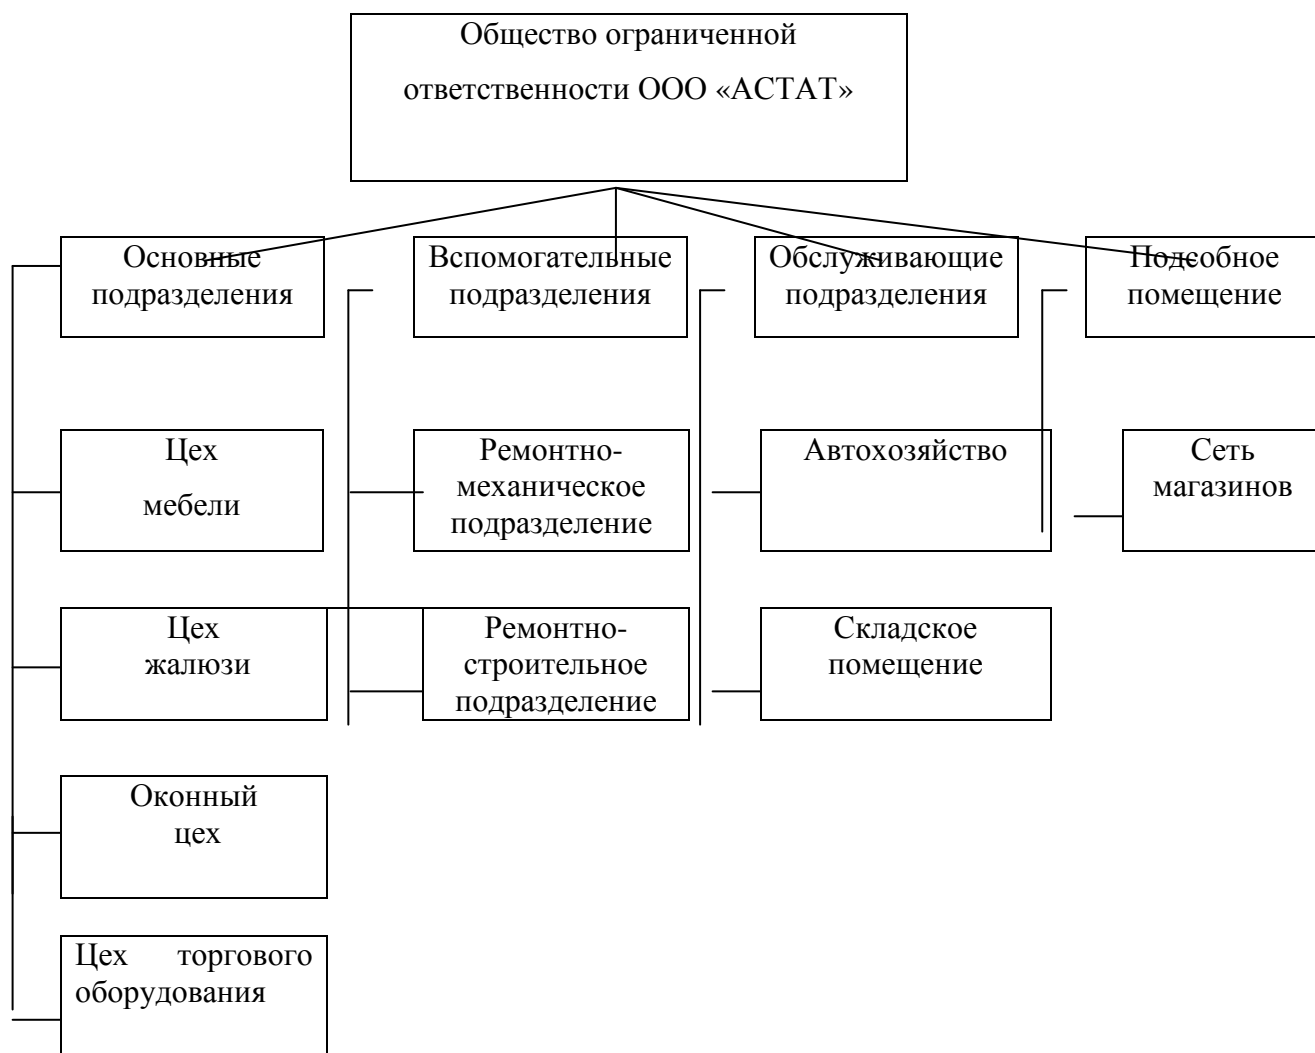 Общество ограниченной
ответственности ООО «АСТАТ»
Основные
подразделения
Вспомогательные
подразделения
Обслуживающие
подразделения
Подсобное
помещение
Цех
мебели
Ремонтно-
механическое
подразделение
Автохозяйство
Сеть
магазинов
Цех
жалюзи
Ремонтно-
строительное
подразделение
Складское
помещение
Оконный
цех
Цех торгового
оборудования